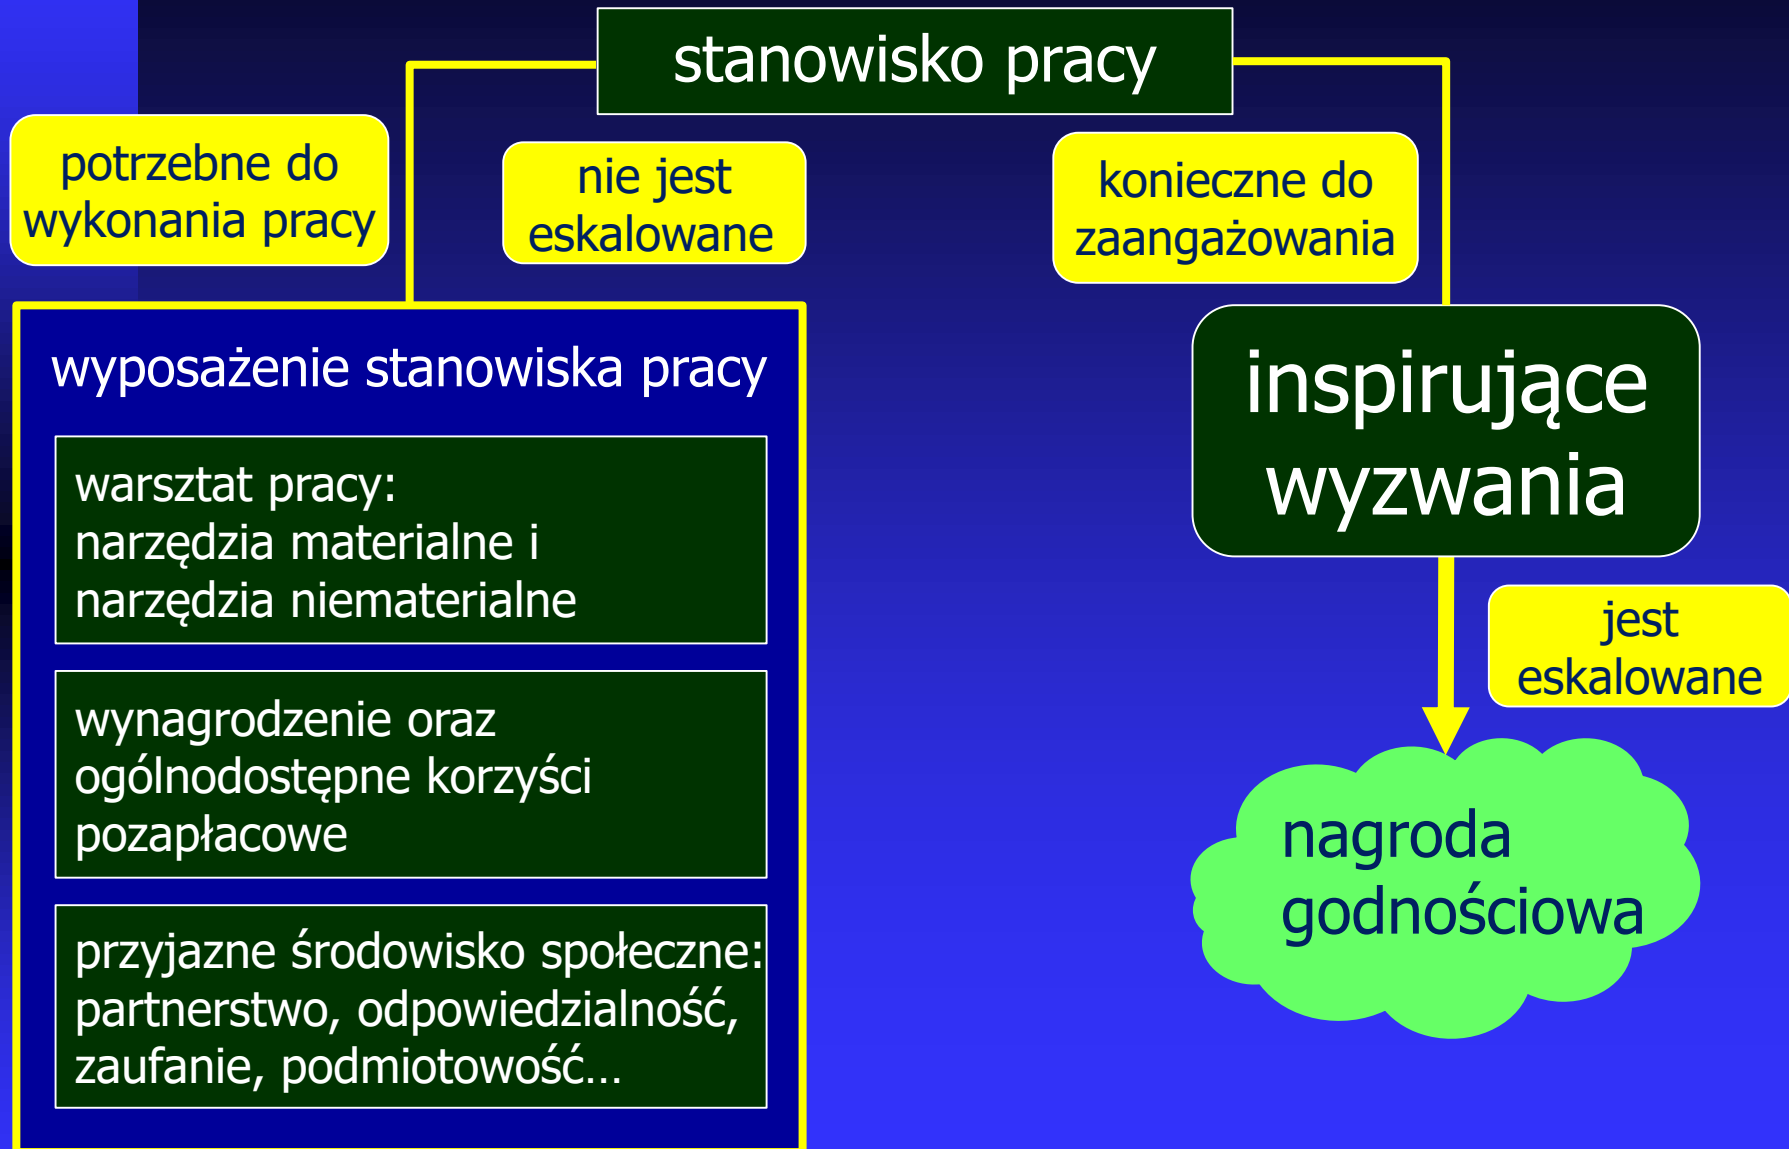 stanowisko pracy
potrzebne do
wykonania pracy
nie jest
eskalowane
konieczne do
zaangażowania
wyposażenie stanowiska pracy
warsztat pracy:
narzędzia materialne i
narzędzia niematerialne
wynagrodzenie oraz
ogólnodostępne korzyści
pozapłacowe
przyjazne środowisko społeczne:
partnerstwo, odpowiedzialność,
zaufanie, podmiotowość…
inspirujące
wyzwania
jest
eskalowane
nagroda
godnościowa